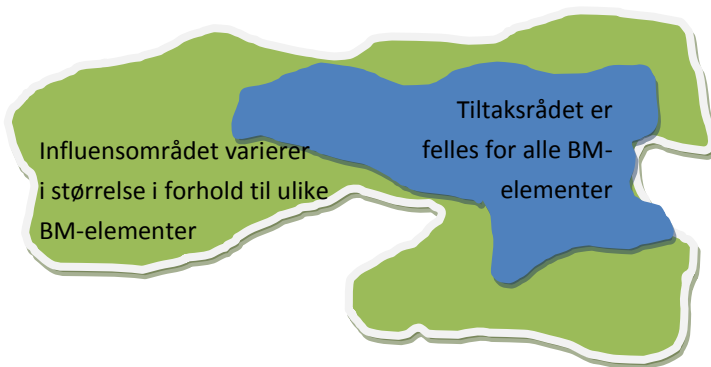 Influensområdet varierer
i størrelse i forhold til ulike
BM-elementer
Tiltaksrådet er
felles for alle BM-
elementer